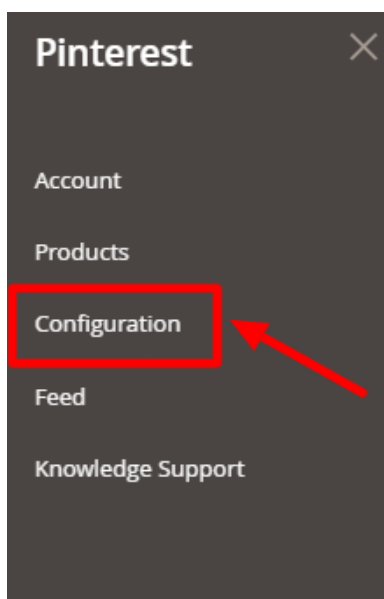 Pinterest
Account
Products
Configuration
Feed
Knowledge Support